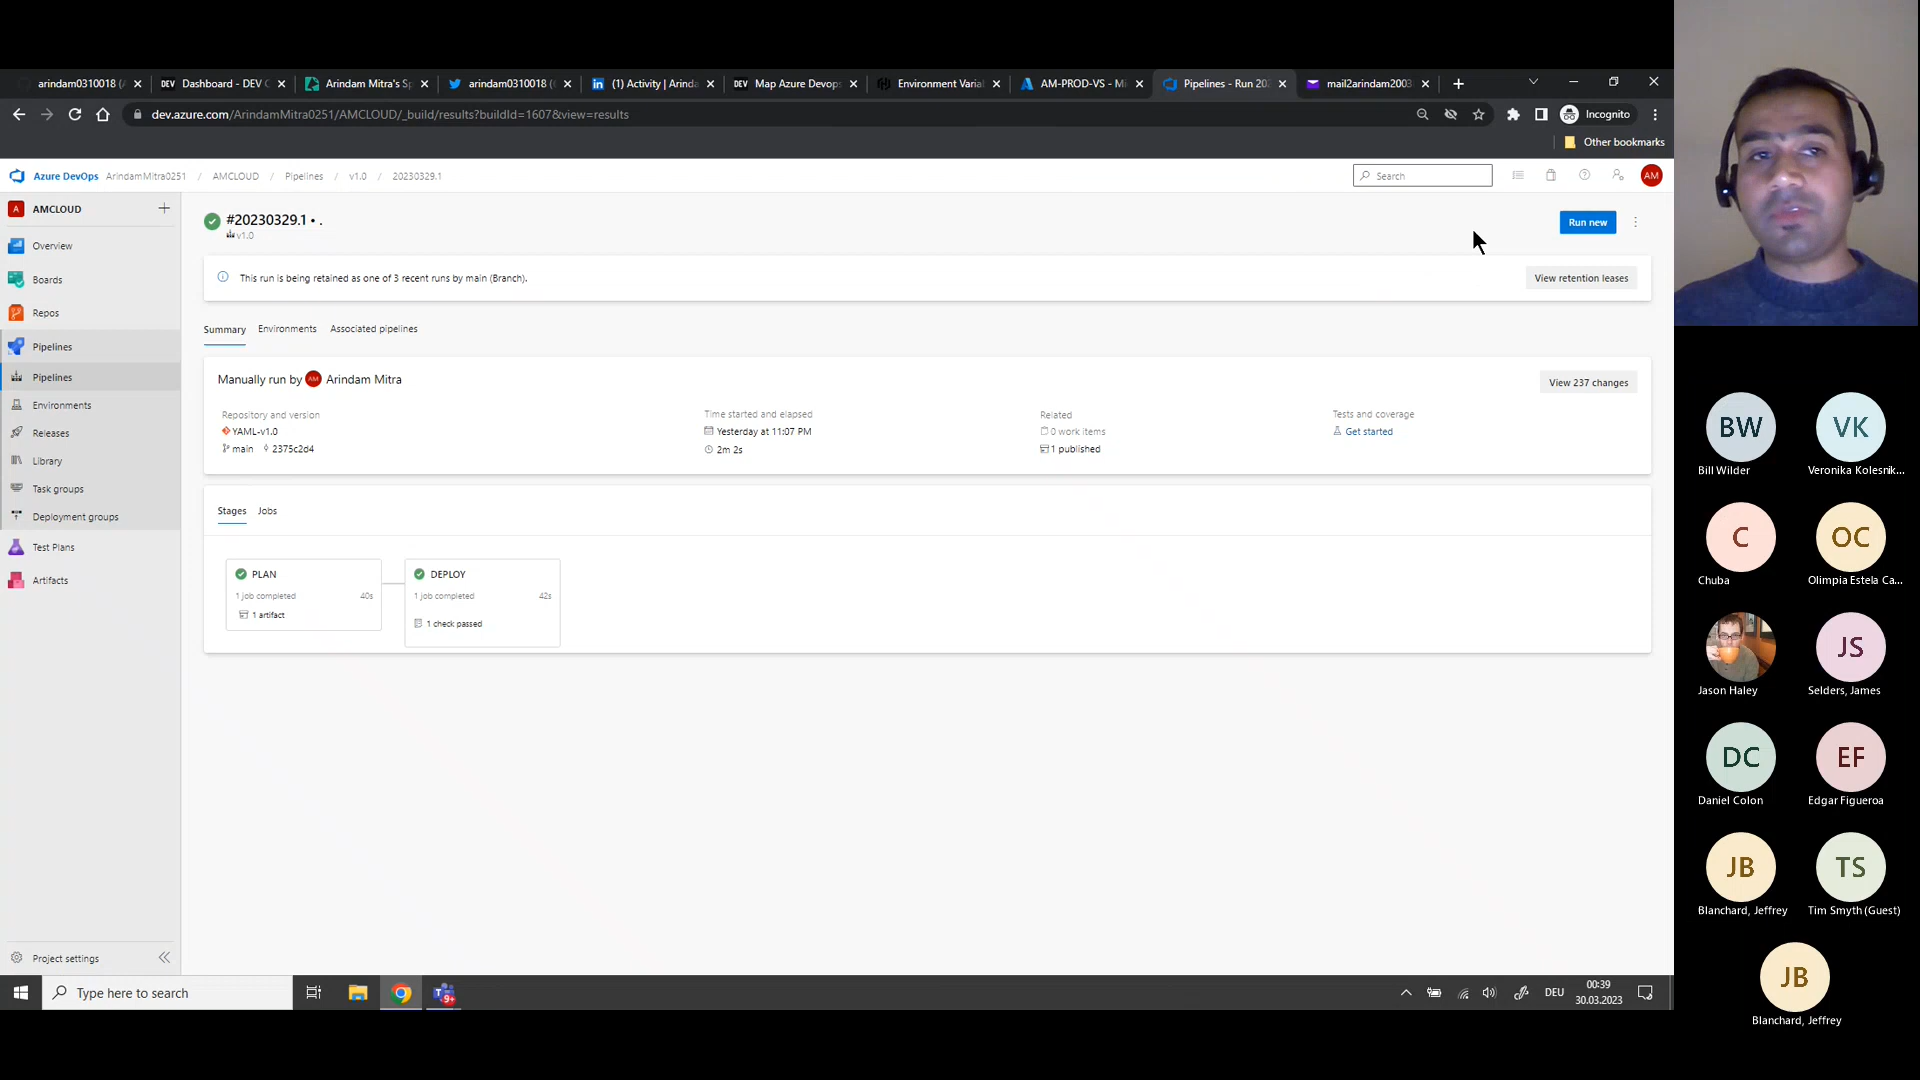 arindam0310018 (/
Dashboard - DEV C
Arindam Mitra's Sp
arindam0310018 (
(1) Activity | Arinda
Map Azure Devops
Environment Varia
AM-PROD-VS - Mi
Pipelines - Run 202
mail2arindam2003
dev.azure.com/ArindamMitra0251/AMCLOUD/_build/results?buildId=1607&view=results
Incognito
Other bookmarks
Azure DevOps ArindamMitra0251 / AMCLOUD / Pipelines / v1.0 / 20230329.1
Search
AM
A AMCLOUD
Overview
Boards
Repos
Pipelines
Pipelines
Environments
Releases
Library
Task groups
Deployment groups
Test Plans
Artifacts
Project settings
#20230329.1 • .
v1.0
Run new
This run is being retained as one of 3 recent runs by main (Branch).
View retention leases
Summary Environments Associated pipelines
Manually run by AM Arindam Mitra
View 237 changes
Repository and version
YAML-v1.0
main 2375c2d4
Time started and elapsed
Yesterday at 11:07 PM
2m 2s
Related
0 work items
1 published
Tests and coverage
Get started
Stages Jobs
PLAN
1 job completed 40s
1 artifact
DEPLOY
1 job completed 42s
1 check passed
Type here to search
9+
DEU
00:39
30.03.2023
BW
Bill Wilder
VK
Veronika Kolesnik...
C
Chuba
OC
Olimpia Estela Ca...
Jason Haley
JS
Selders, James
DC
Daniel Colon
EF
Edgar Figueroa
JB
Blanchard, Jeffrey
TS
Tim Smyth (Guest)
JB
Blanchard, Jeffrey